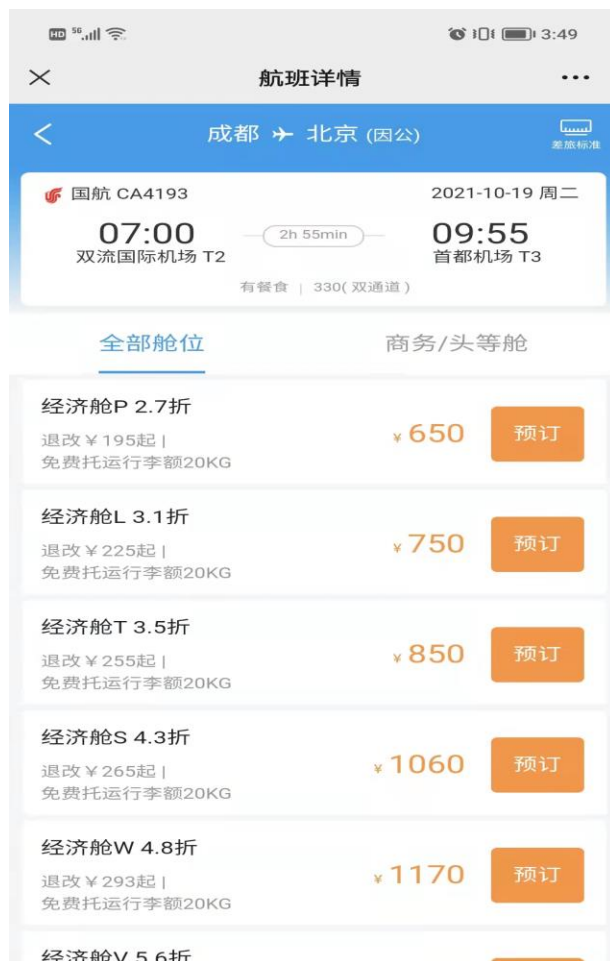 HD 5G 3:49
航班详情
成都 北京 (因公)
差旅标准
国航 CA4193 2021-10-19 周二
07:00 2h 55min 09:55
双流国际机场 T2 首都机场 T3
有餐食 | 330(双通道)
全部舱位 商务/头等舱
经济舱P 2.7折
退改¥195起 |
免费托运行李额20KG
¥650 预订
经济舱L 3.1折
退改¥225起 |
免费托运行李额20KG
¥750 预订
经济舱T 3.5折
退改¥255起 |
免费托运行李额20KG
¥850 预订
经济舱S 4.3折
退改¥265起 |
免费托运行李额20KG
¥1060 预订
经济舱W 4.8折
退改¥293起 |
免费托运行李额20KG
¥1170 预订
经济舱V 5.6折